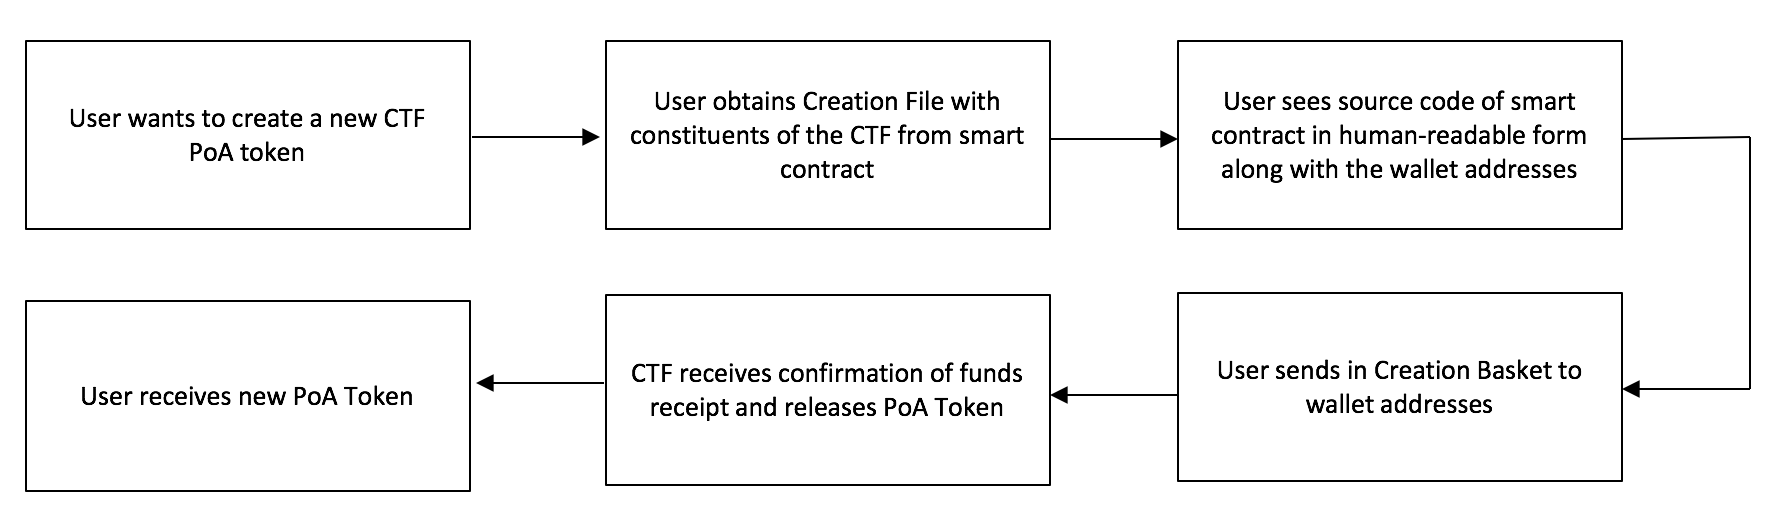 User wants to create a new CTF
PoA token
User obtains Creation File with
constituents of the CTF from smart
contract
User sees source code of smart
contract in human-readable form
along with the wallet addresses
User sends in Creation Basket to
wallet addresses
CTF receives confirmation of funds
receipt and releases PoA Token
User receives new PoA Token